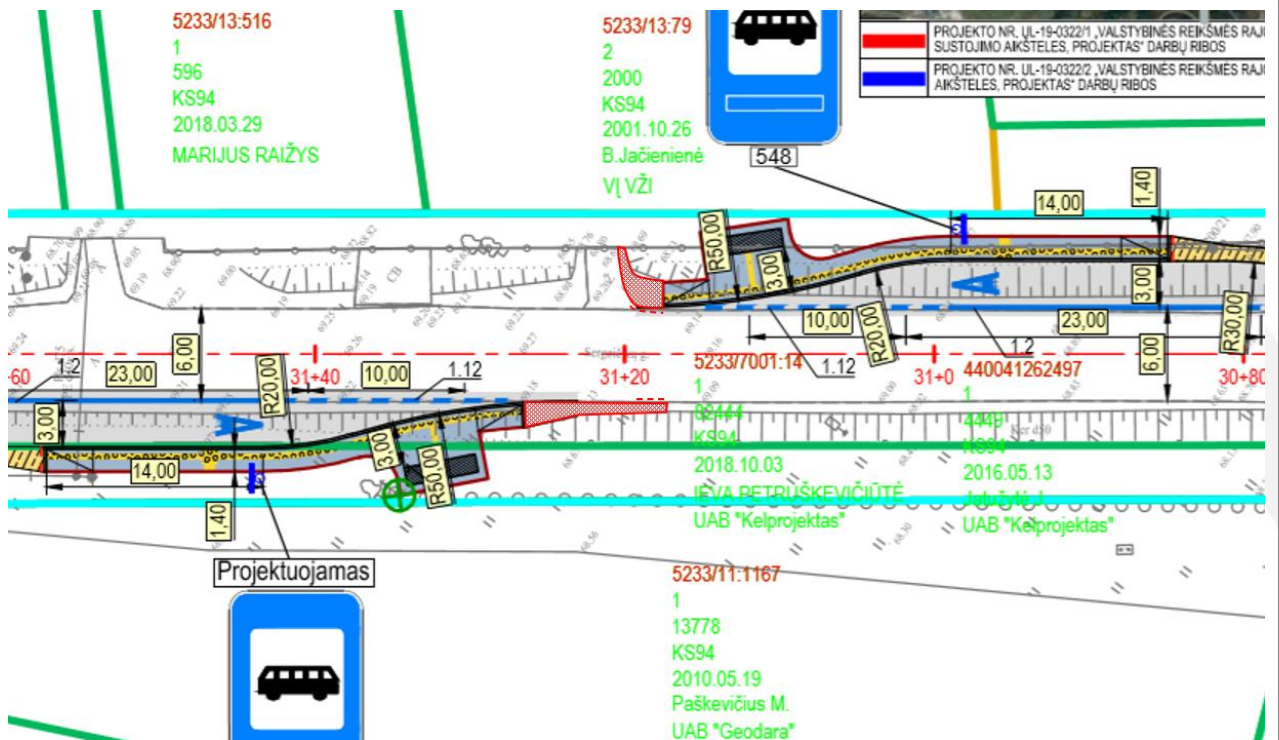 5233/13:516
1
596
KS94
2018.03.29
MARIJUS RAIŽYS
5233/13:79
2
2000
KS94
2001.10.26
B.Jačienienė
VĮ VŽI
PROJEKTO NR. UL-19-0322/1 „VALSTYBINĖS REIKŠMĖS RAJO
SUSTOJIMO AIKŠTELĖS, PROJEKTAS“ DARBŲ RIBOS
PROJEKTO NR. UL-19-0322/2 „VALSTYBINĖS REIKŠMĖS RAJO
AIKŠTELĖS, PROJEKTAS“ DARBŲ RIBOS
548
14,00
1,40
R50,00
3,00
A
3,00
10,00
R20,00
23,00
R30,00
6,00
6,00
1.2
23,00
R20,00
31+40
10,00
1.12
31+20
1.12
31+0
1.2
30+80
60
3,00
A
14,00
1,40
3,00
R50,00
CB
Ker d50
5233/7001:14
1
82444
KS94
2018.10.03
IEVA PETRUŠKEVIČIŪTĖ
UAB "Kelprojektas"
440041262497
1
4449
KS94
2016.05.13
Jatužytė J.
UAB "Kelprojektas"
Projektuojamas
5233/11:1167
1
13778
KS94
2010.05.19
Paškevičius M.
UAB "Geodara"